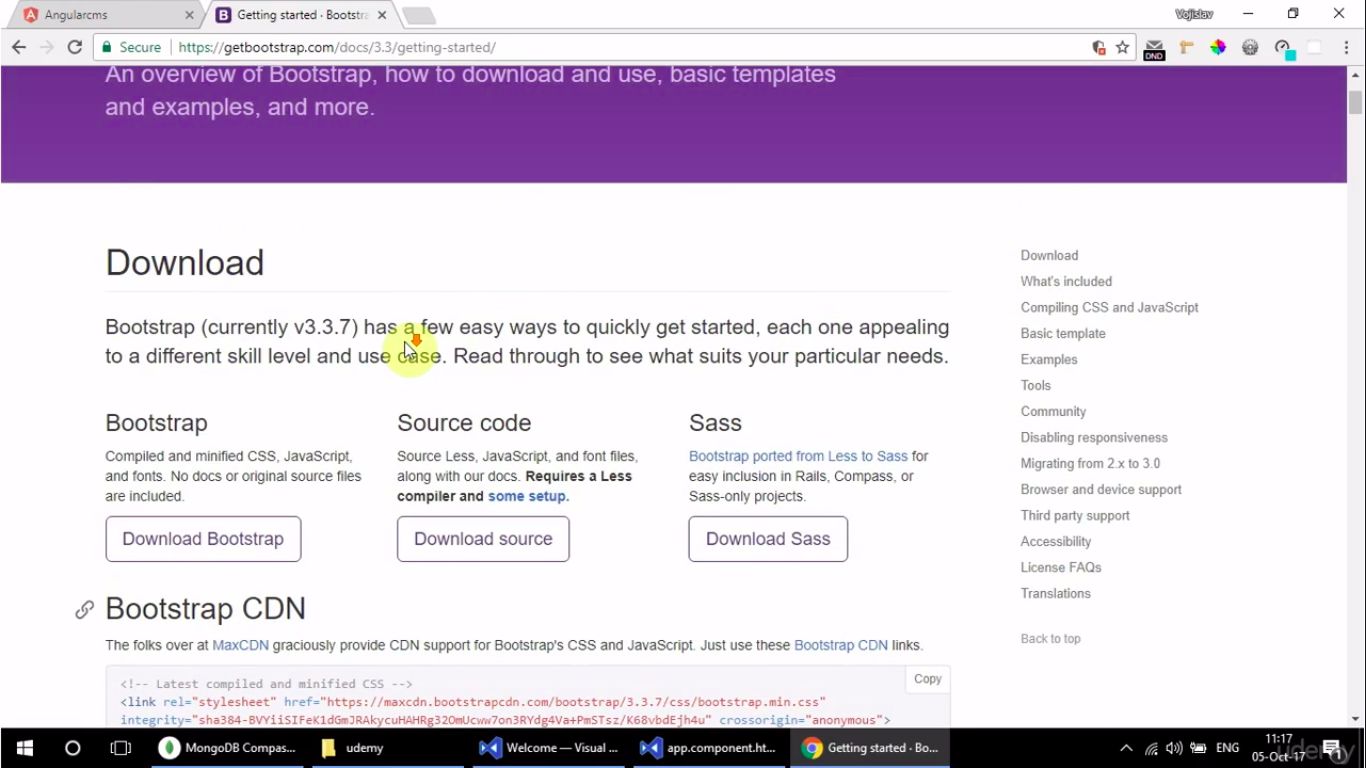 Angularcms
Getting started · Bootstra
Vojislav
Secure
https://getbootstrap.com/docs/3.3/getting-started/
DND
An overview of Bootstrap, how to download and use, basic templates
and examples, and more.
Download
Bootstrap (currently v3.3.7) has a few easy ways to quickly get started, each one appealing
to a different skill level and use case. Read through to see what suits your particular needs.
Bootstrap
Compiled and minified CSS, JavaScript,
and fonts. No docs or original source files
are included.
Download Bootstrap
Source code
Source Less, JavaScript, and font files,
along with our docs. Requires a Less
compiler and some setup.
Download source
Sass
Bootstrap ported from Less to Sass for
easy inclusion in Rails, Compass, or
Sass-only projects.
Download Sass
Bootstrap CDN
The folks over at MaxCDN graciously provide CDN support for Bootstrap's CSS and JavaScript. Just use these Bootstrap CDN links.
Copy
<!-- Latest compiled and minified CSS -->
<link rel="stylesheet" href="https://maxcdn.bootstrapcdn.com/bootstrap/3.3.7/css/bootstrap.min.css"
integrity="sha384-BVYiiSIFeK1dGmJRAkycuHAHRg32OmUcww7on3RYdg4Va+PmSTsz/K68vbdEjh4u" crossorigin="anonymous">
Download
What's included
Compiling CSS and JavaScript
Basic template
Examples
Tools
Community
Disabling responsiveness
Migrating from 2.x to 3.0
Browser and device support
Third party support
Accessibility
License FAQs
Translations
Back to top
MongoDB Compas...
udemy
Welcome — Visual ...
app.component.ht...
Getting started · Bo...
ENG
11:17
05-Oct-17
udemy
1